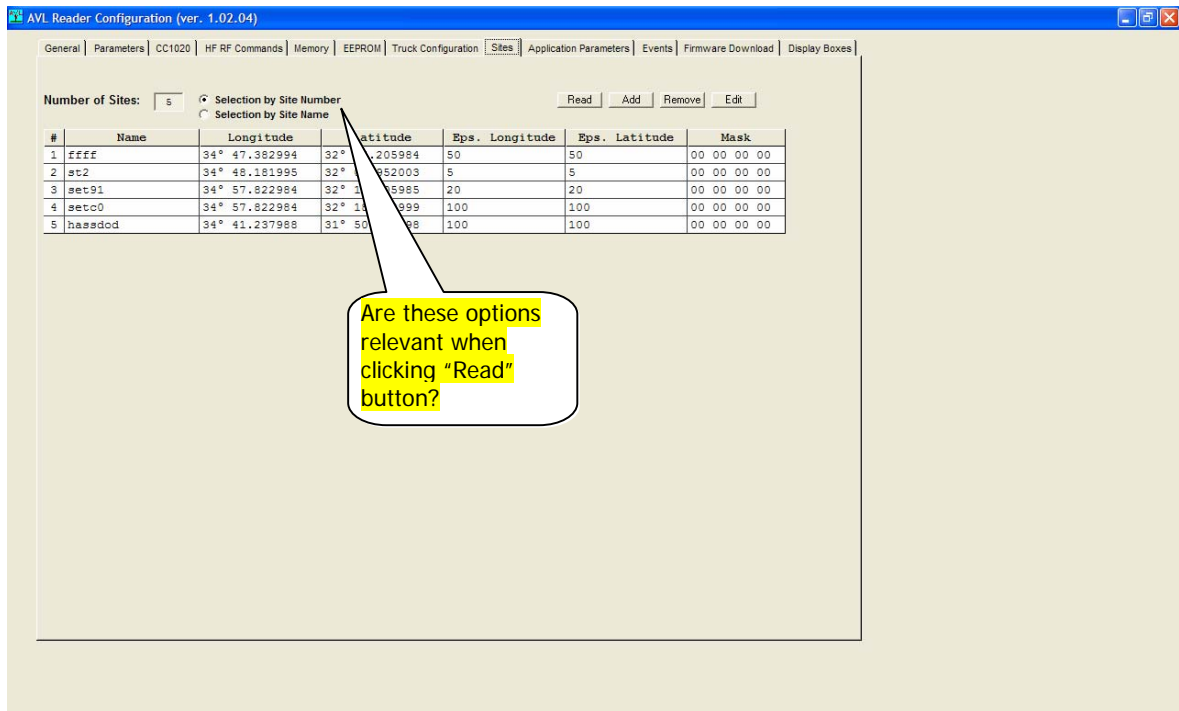 AVL Reader Configuration (ver. 1.02.04)
General Parameters CC1020 HF RF Commands Memory EEPROM Truck Configuration Sites Application Parameters Events Firmware Download Display Boxes
Number of Sites: 5 Selection by Site Number Read Add Remove Edit
Selection by Site Name
# Name Longitude atitude Eps. Longitude Eps. Latitude Mask
1 ffff 34° 47.382994 32° .205984 50 50 00 00 00 00
2 st2 34° 48.181995 32° 952003 5 5 00 00 00 00
3 set91 34° 57.822984 32° 1 5985 20 20 00 00 00 00
4 setc0 34° 57.822984 32° 999 100 100 00 00 00 00
5 hassdod 34° 41.237988 31° 50 98 100 100 00 00 00 00
Are these options
relevant when
clicking “Read”
button?